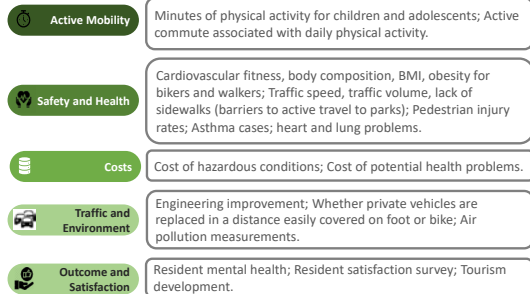 Active Mobility
Minutes of physical activity for children and adolescents; Active
commute associated with daily physical activity.
Safety and Health
Cardiovascular fitness, body composition, BMI, obesity for
bikers and walkers; Traffic speed, traffic volume, lack of
sidewalks (barriers to active travel to parks); Pedestrian injury
rates; Asthma cases; heart and lung problems.
Costs
Cost of hazardous conditions; Cost of potential health problems.
Traffic and
Environment
Engineering improvement; Whether private vehicles are
replaced in a distance easily covered on foot or bike; Air
pollution measurements.
Outcome and
Satisfaction
Resident mental health; Resident satisfaction survey; Tourism
development.